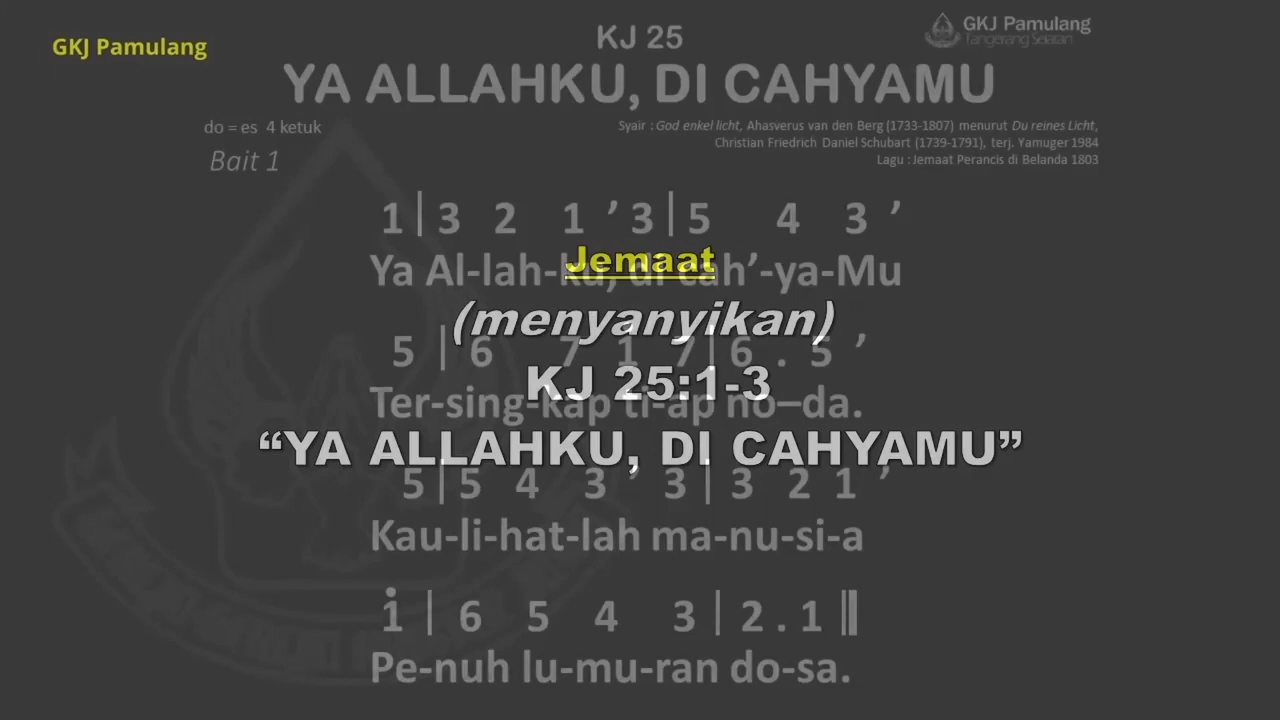 GKJ Pamulang
KJ 25
GKJ Pamulang
Tangerang Selatan
YA ALLAHKU, DI CAHYAMU
do = es 4 ketuk
Bait 1
Syair : God enkel licht, Ahasverus van den Berg (1733-1807) menurut Du reines Licht,
Christian Friedrich Daniel Schubart (1739-1791), terj. Yamuger 1984
Lagu : Jemaat Perancis di Belanda 1803
1 | 3 2 1 ’ 3 | 5 4 3 ’
Ya Al-lah-ku, di cah’-ya-Mu
Jemaat
(menyanyikan)
5 | 6 7 1̇ 7 | 6 . 5 ’
KJ 25:1-3
Ter-sing-kap ti-ap no–da.
“YA ALLAHKU, DI CAHYAMU”
5 | 5 4 3 ’ 3 | 3 2 1 ’
Kau-li-hat-lah ma-nu-si-a
1̇ | 6 5 4 3 | 2 . 1 ‖
Pe-nuh lu-mu-ran do-sa.